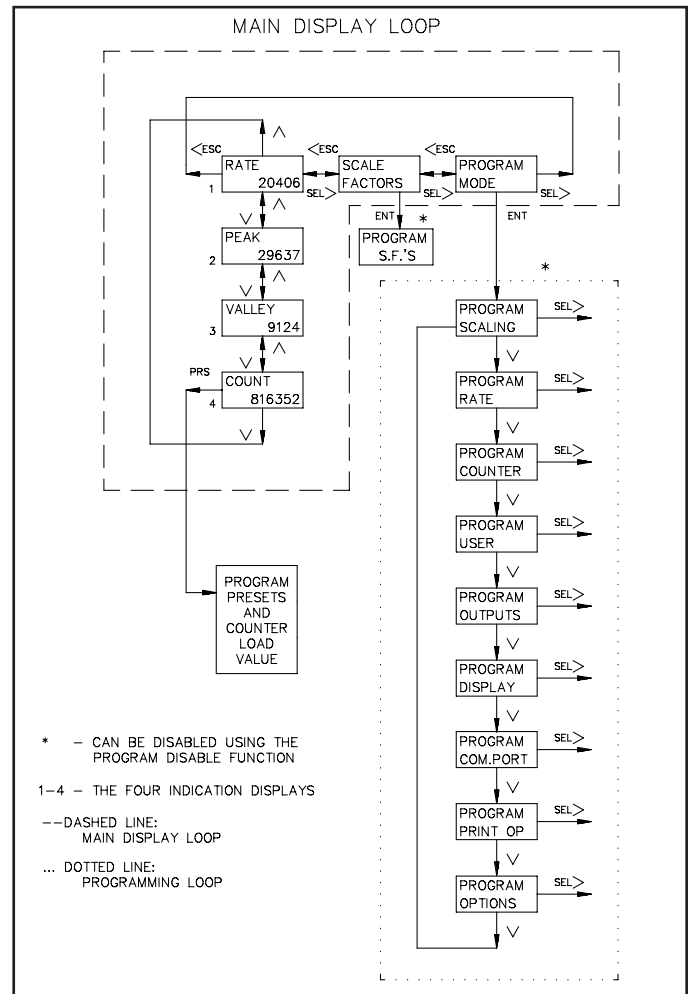 MAIN DISPLAY LOOP
*
<ESC
<ESC
<ESC
RATE
20406
1
SEL>
SCALE
FACTORS
SEL>
PROGRAM
MODE
SEL>
ENT
*
ENT
PROGRAM
S.F.'S
*
PEAK
29637
2
VALLEY
9124
3
PRS
COUNT
816352
4
PROGRAM
SCALING
SEL>
PROGRAM
RATE
SEL>
PROGRAM
COUNTER
SEL>
PROGRAM
USER
SEL>
PROGRAM
OUTPUTS
SEL>
PROGRAM
DISPLAY
SEL>
PROGRAM
COM.PORT
SEL>
PROGRAM
PRINT OP
SEL>
PROGRAM
OPTIONS
SEL>
PROGRAM
PRESETS
AND
COUNTER
LOAD
VALUE
* – CAN BE DISABLED USING THE
PROGRAM DISABLE FUNCTION
1–4 – THE FOUR INDICATION DISPLAYS
––DASHED LINE:
MAIN DISPLAY LOOP
... DOTTED LINE:
PROGRAMMING LOOP